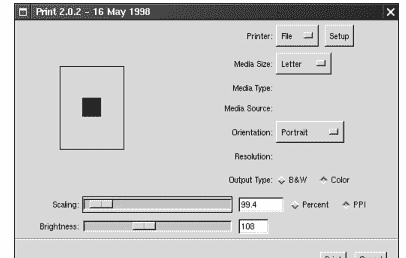 Print 2.0.2 - 16 May 1998
Printer: File Setup
Media Size: Letter
Media Type:
Media Source:
Orientation: Portrait
Resolution:
Output Type: B&W Color
Scaling: 99.4 Percent PPI
Brightness: 108